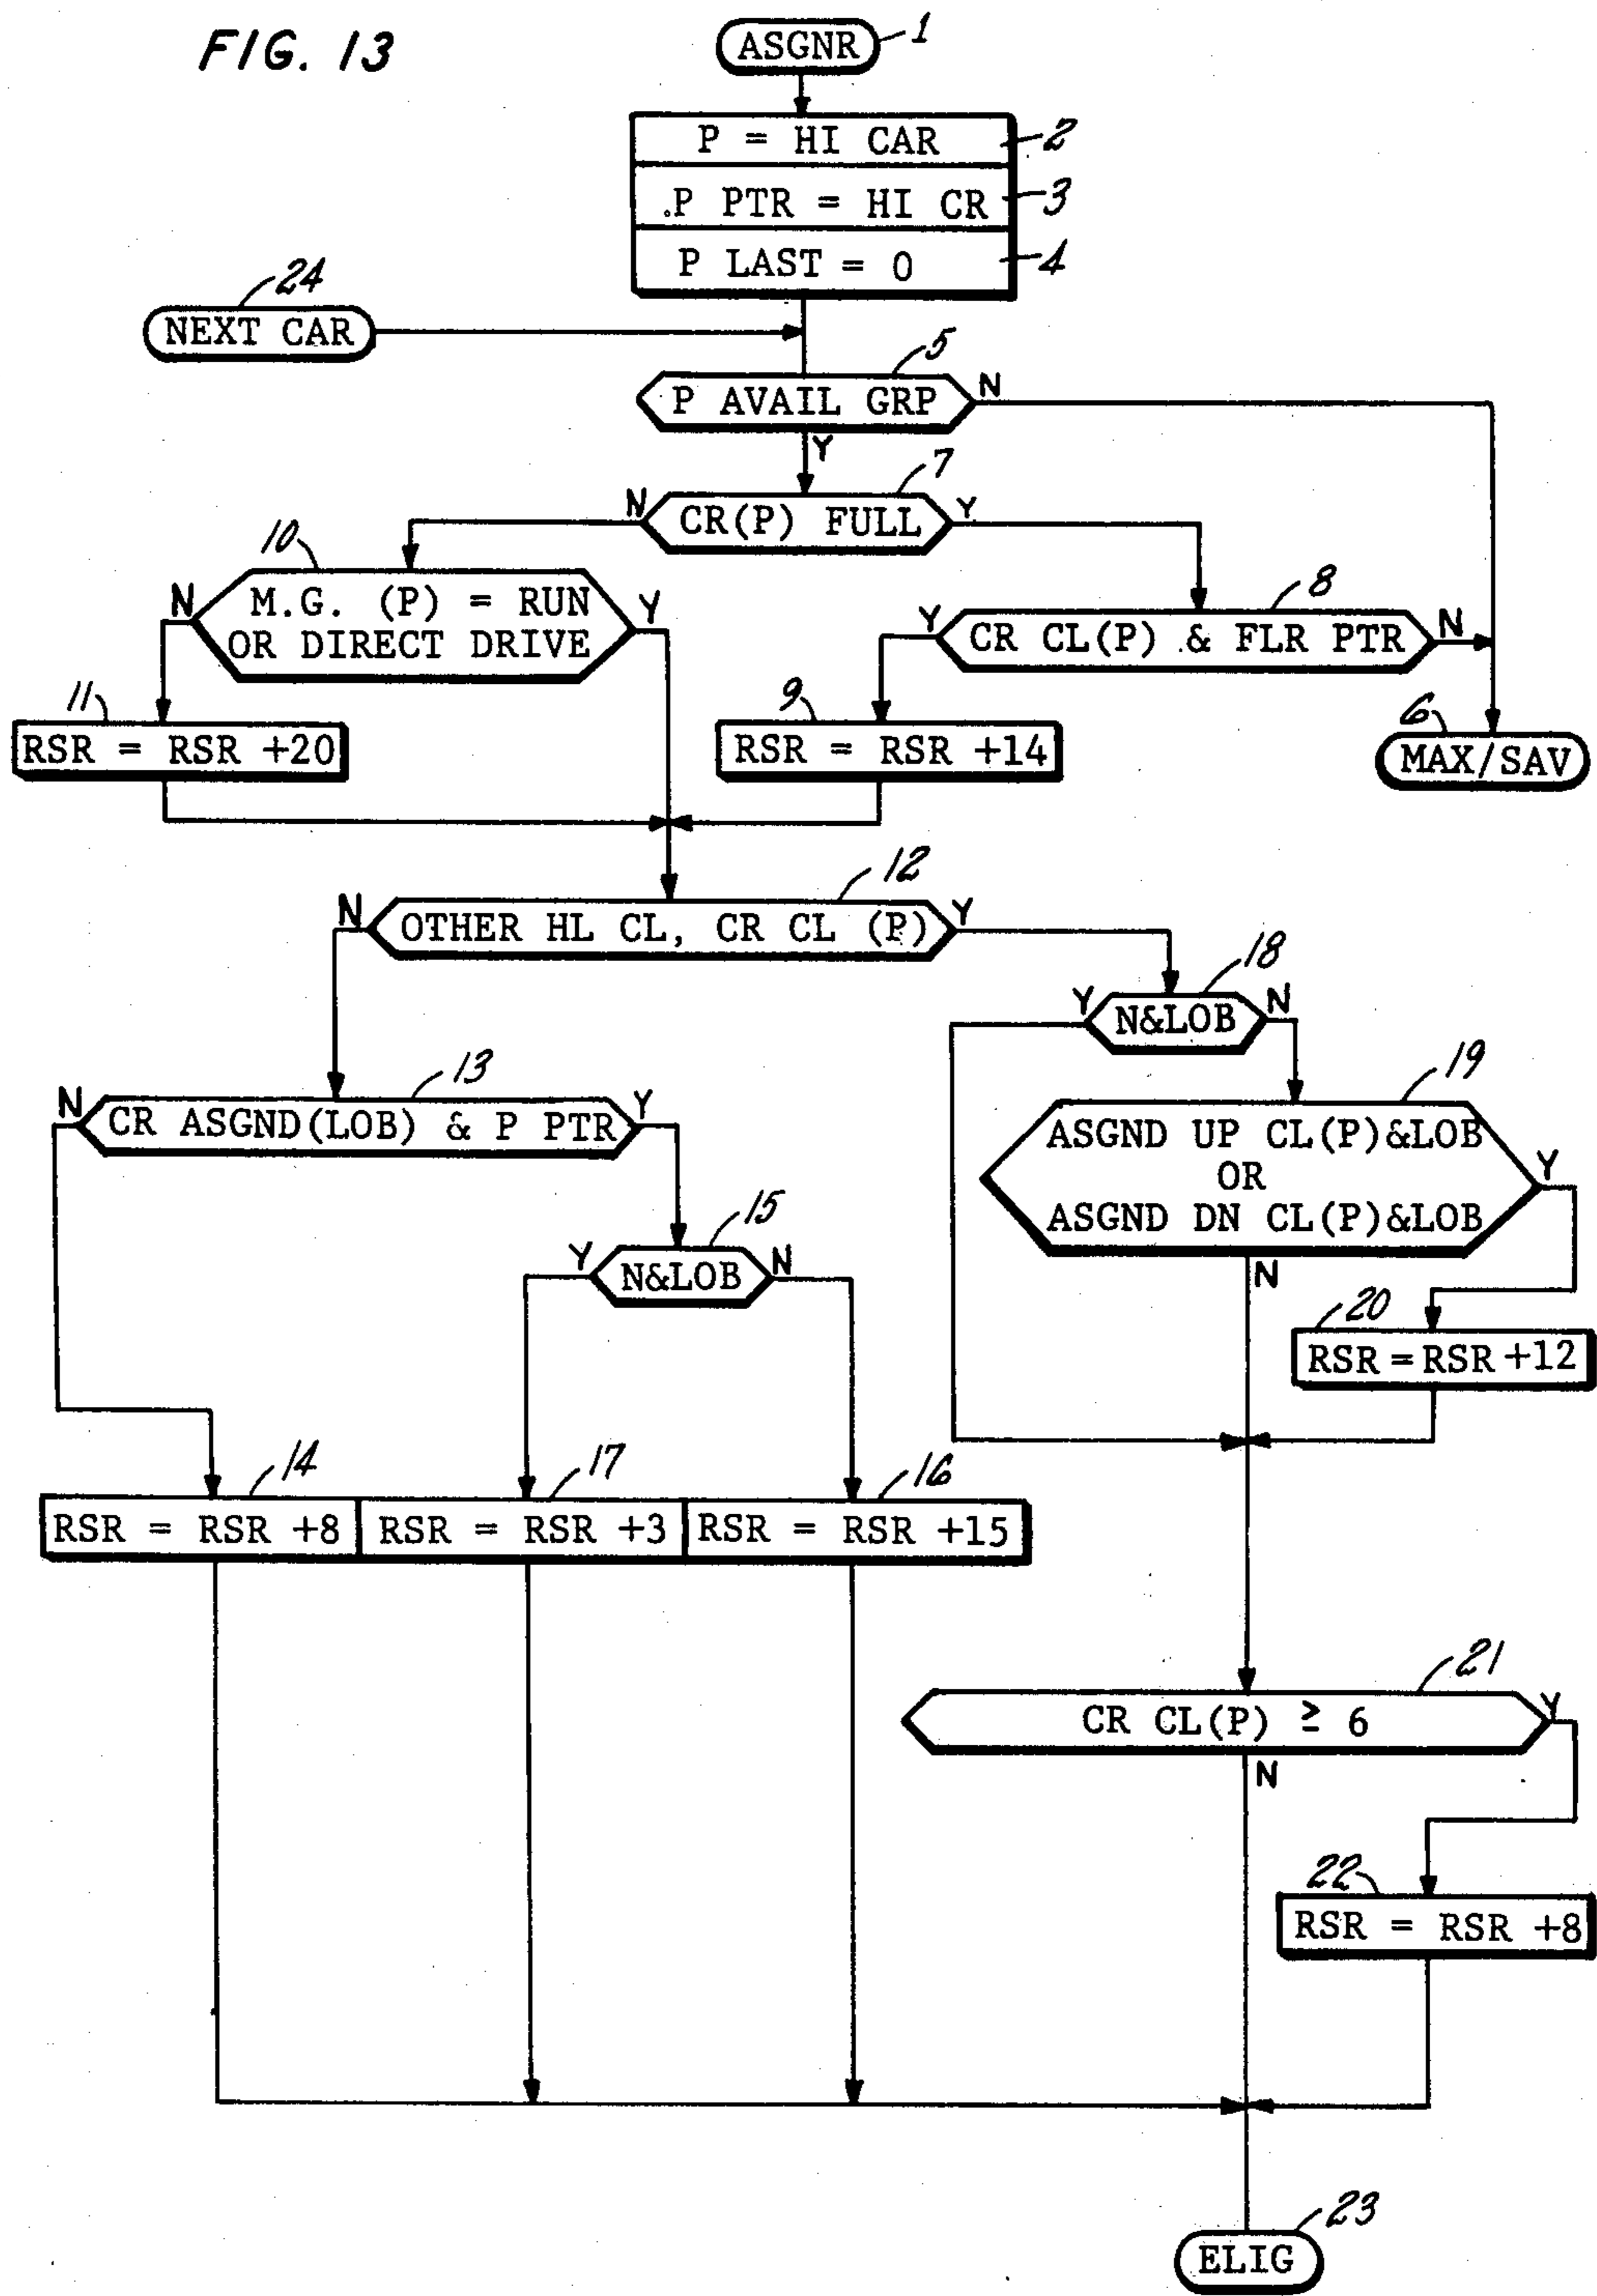 FIG. 13
ASGNR
1
P = HI CAR
2
.P PTR = HI CR
3
P LAST = 0
4
24
NEXT CAR
5
P AVAIL GRP
N
Y
7
N
CR(P) FULL
Y
10
N
M.G. (P) = RUN
OR DIRECT DRIVE
Y
8
Y
CR CL(P) .& FLR PTR
N
11
RSR = RSR +20
9
RSR = RSR +14
6
MAX/SAV
12
N
OTHER HL CL, CR CL (P)
Y
18
Y
N&LOB
N
13
N
CR ASGND(LOB) & P PTR
Y
19
ASGND UP CL(P)&LOB
OR
ASGND DN CL(P)&LOB
Y
N
15
Y
N&LOB
N
20
RSR = RSR +12
14
RSR = RSR +8
17
RSR = RSR +3
16
RSR = RSR +15
21
CR CL(P) ≥ 6
Y
N
22
RSR = RSR +8
23
ELIG